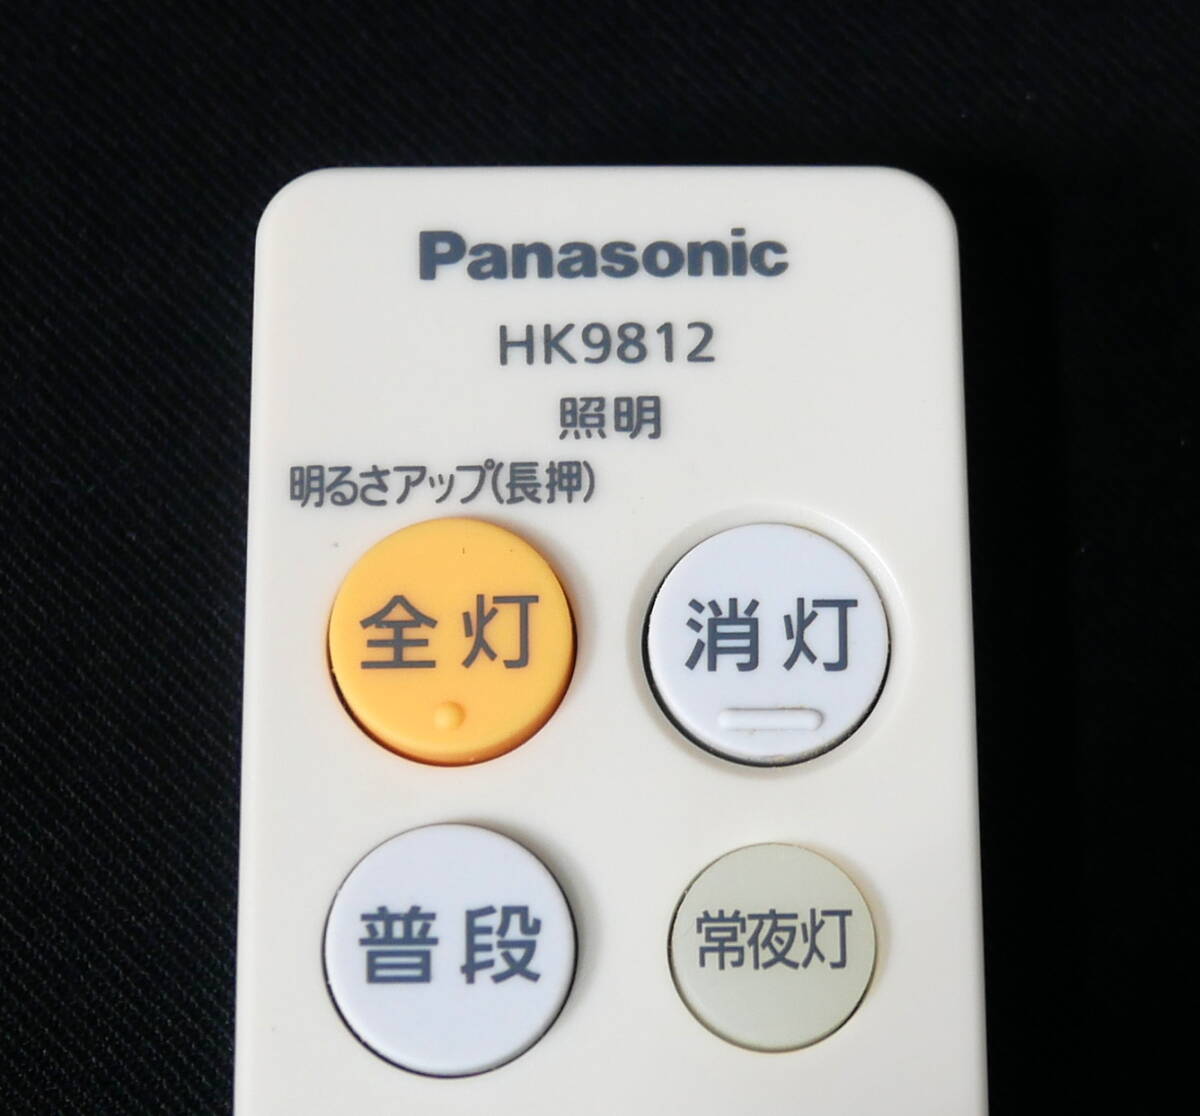 Panasonic
HK9812
照明
明るさアップ(長押)
全灯
消灯
普段
常夜灯